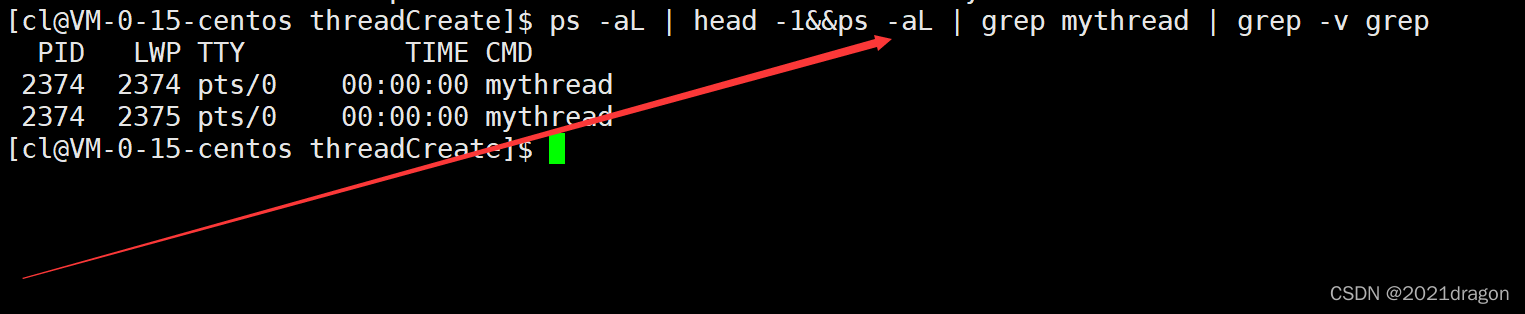 [cl@VM-0-15-centos threadCreate]$ ps -aL | head -1&&ps -aL | grep mythread | grep -v grep
PID LWP TTY TIME CMD
2374 2374 pts/0 00:00:00 mythread
2374 2375 pts/0 00:00:00 mythread
[cl@VM-0-15-centos threadCreate]$
CSDN @2021dragon